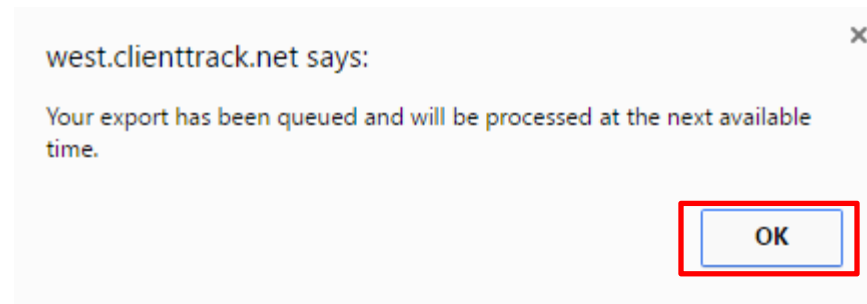 west.clienttrack.net says:
Your export has been queued and will be processed at the next available
time.
OK